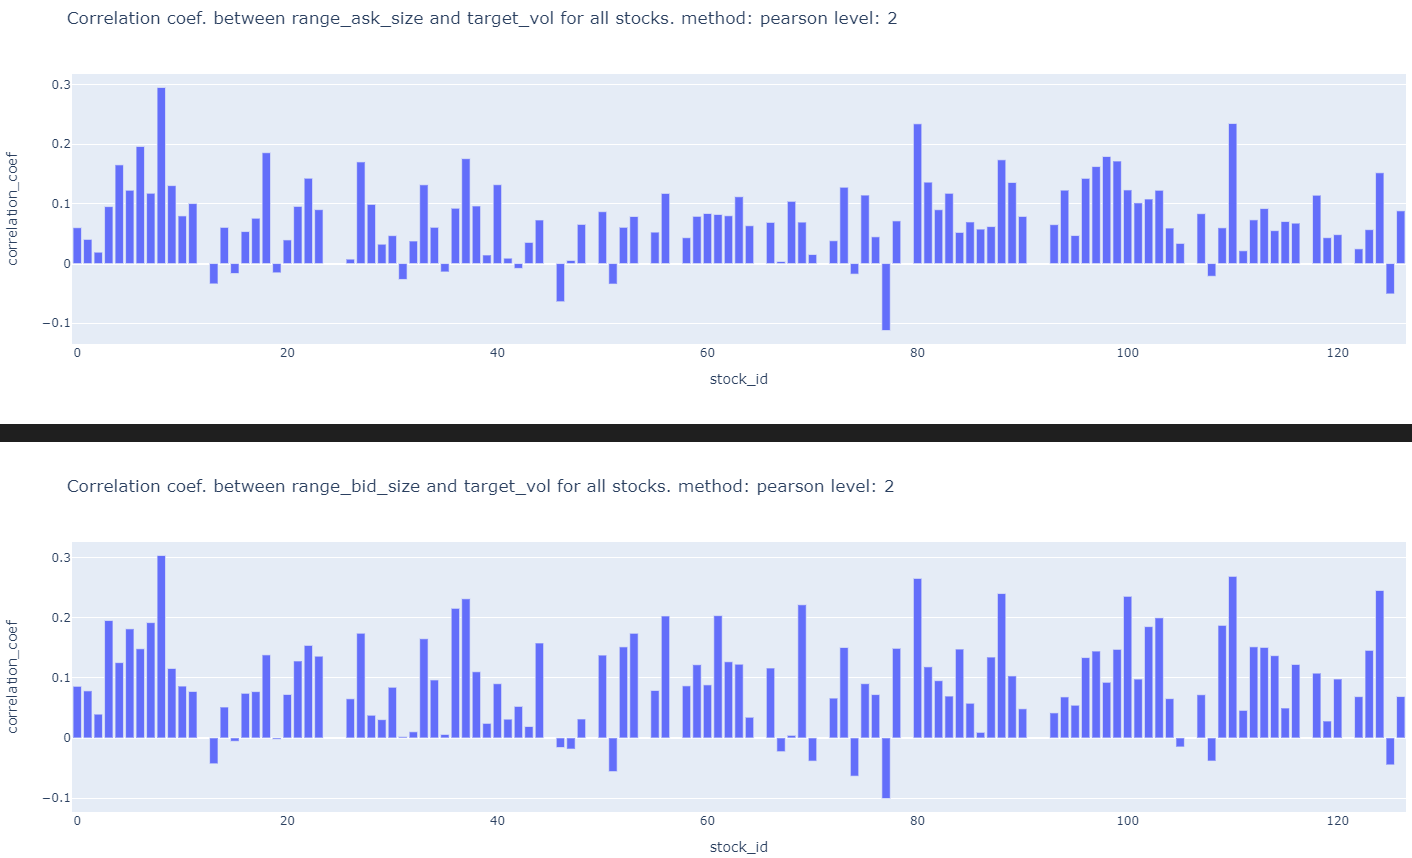 Correlation coef. between range_ask_size and target_vol for all stocks. method: pearson level: 2
0.3
0.2
0.1
0
−0.1
correlation_coef
0 20 40 60 80 100 120
stock_id
Correlation coef. between range_bid_size and target_vol for all stocks. method: pearson level: 2
0.3
0.2
0.1
0
−0.1
correlation_coef
0 20 40 60 80 100 120
stock_id